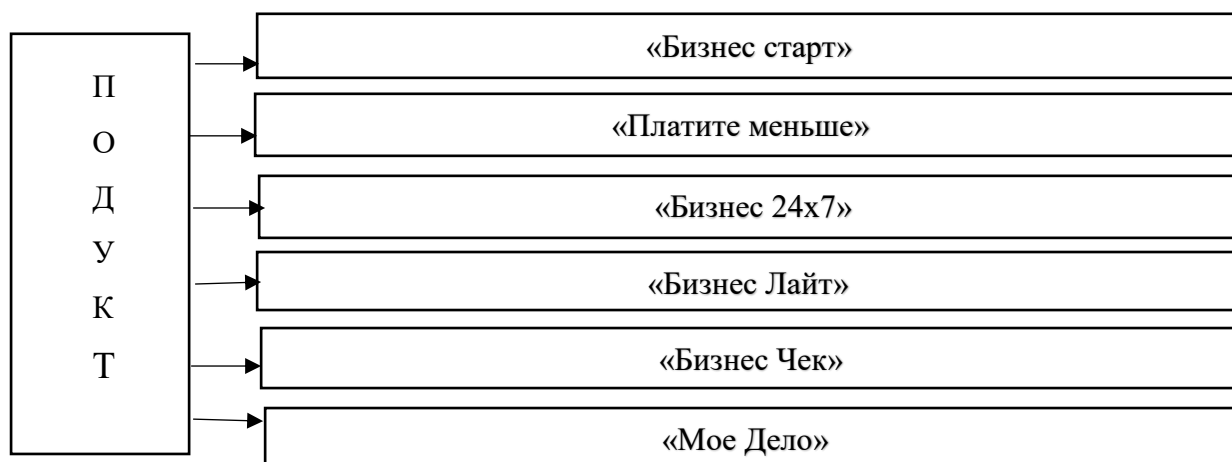 П
О
Д
У
К
Т
«Бизнес старт»
«Платите меньше»
«Бизнес 24х7»
«Бизнес Лайт»
«Бизнес Чек»
«Мое Дело»